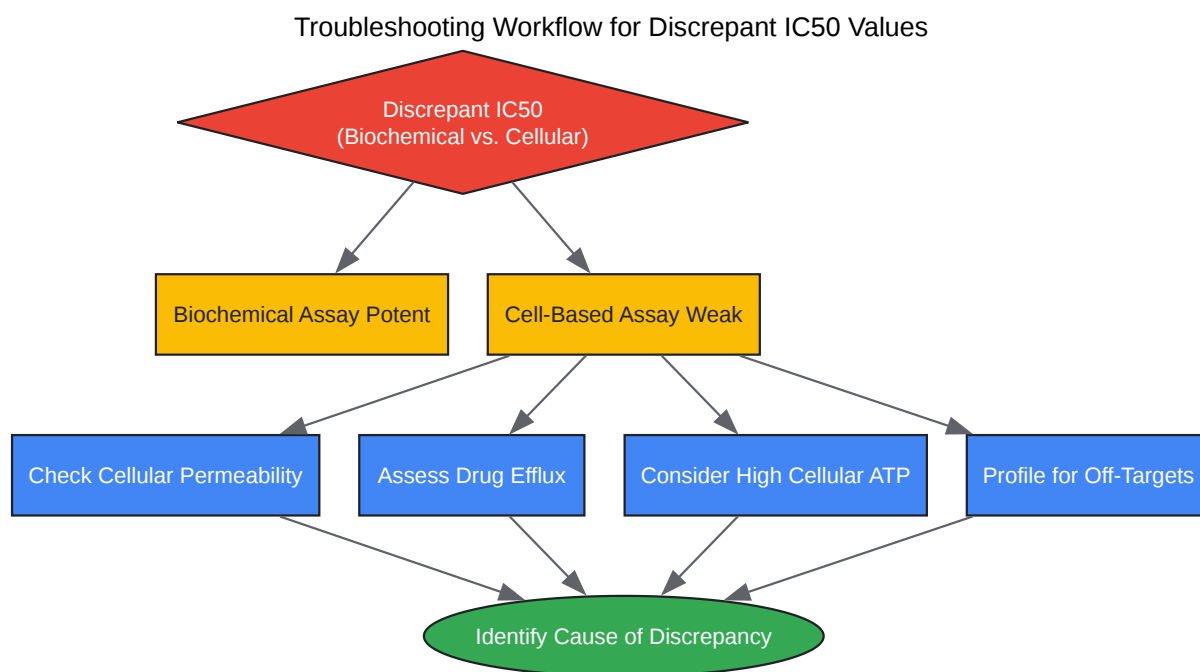 Troubleshooting Workflow for Discrepant IC50 Values
Discrepant IC50
(Biochemical vs. Cellular)
Biochemical Assay Potent
Cell-Based Assay Weak
Check Cellular Permeability
Assess Drug Efflux
Consider High Cellular ATP
Profile for Off-Targets
Identify Cause of Discrepancy